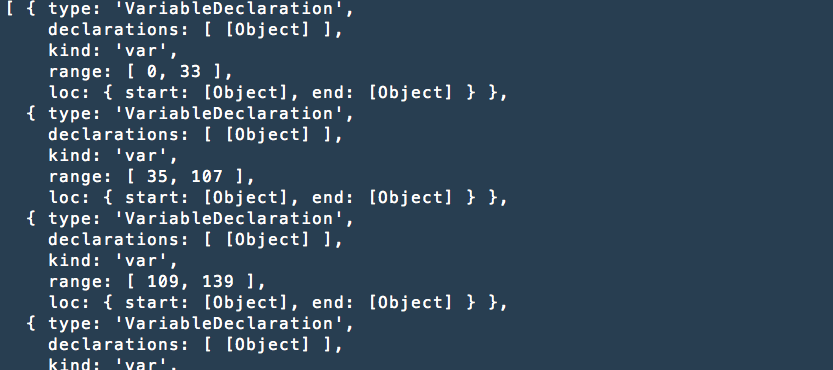 [ { type: 'VariableDeclaration',
    declarations: [ [Object] ],
    kind: 'var',
    range: [ 0, 33 ],
    loc: { start: [Object], end: [Object] } },
  { type: 'VariableDeclaration',
    declarations: [ [Object] ],
    kind: 'var',
    range: [ 35, 107 ],
    loc: { start: [Object], end: [Object] } },
  { type: 'VariableDeclaration',
    declarations: [ [Object] ],
    kind: 'var',
    range: [ 109, 139 ],
    loc: { start: [Object], end: [Object] } },
  { type: 'VariableDeclaration',
    declarations: [ [Object] ],
    kind: 'var',